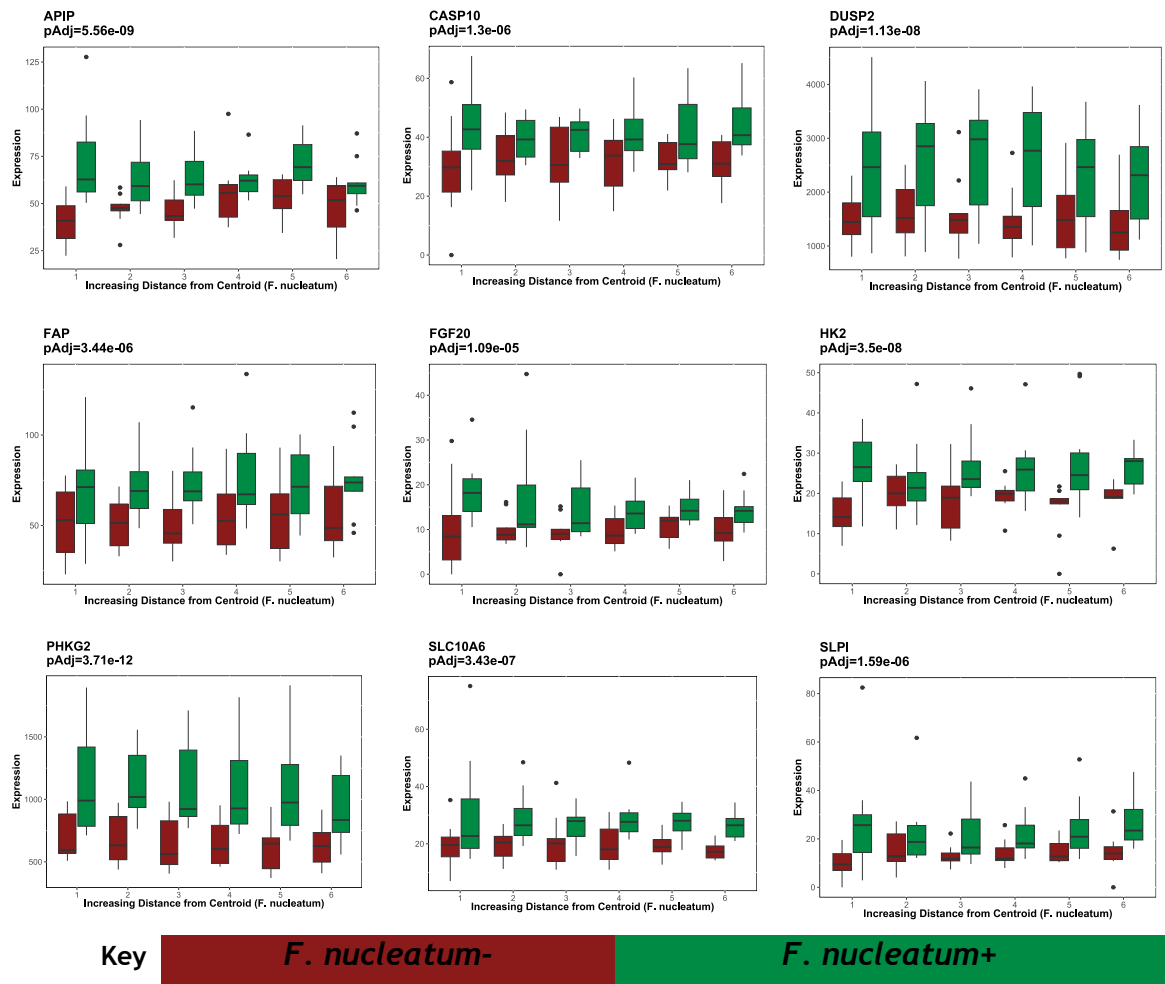 APIP
pAdj=5.56e-09
Expression
125
100
75
50
25
1 2 3 4 5 6
Increasing Distance from Centroid (F. nucleatum)
CASP10
pAdj=1.3e-06
Expression
60
40
20
0
1 2 3 4 5 6
Increasing Distance from Centroid (F. nucleatum)
DUSP2
pAdj=1.13e-08
Expression
4000
3000
2000
1000
1 2 3 4 5 6
Increasing Distance from Centroid (F. nucleatum)
FAP
pAdj=3.44e-06
Expression
100
50
1 2 3 4 5 6
Increasing Distance from Centroid (F. nucleatum)
FGF20
pAdj=1.09e-05
Expression
40
30
20
10
0
1 2 3 4 5 6
Increasing Distance from Centroid (F. nucleatum)
HK2
pAdj=3.5e-08
Expression
50
40
30
20
10
0
1 2 3 4 5 6
Increasing Distance from Centroid (F. nucleatum)
PHKG2
pAdj=3.71e-12
Expression
1500
1000
500
1 2 3 4 5 6
Increasing Distance from Centroid (F. nucleatum)
SLC10A6
pAdj=3.43e-07
Expression
60
40
20
1 2 3 4 5 6
Increasing Distance from Centroid (F. nucleatum)
SLPI
pAdj=1.59e-06
Expression
80
60
40
20
0
1 2 3 4 5 6
Increasing Distance from Centroid (F. nucleatum)
Key F. nucleatum- F. nucleatum+